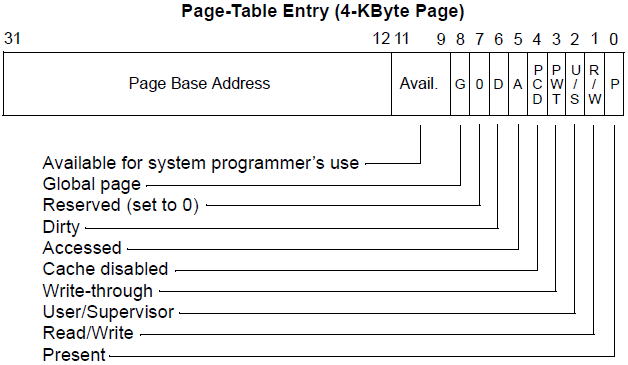 Page-Table Entry (4-KByte Page)
31 12 11 9 8 7 6 5 4 3 2 1 0
Page Base Address Avail. G 0 D A PCD PWT U/S R/W P
Available for system programmer's use
Global page
Reserved (set to 0)
Dirty
Accessed
Cache disabled
Write-through
User/Supervisor
Read/Write
Present